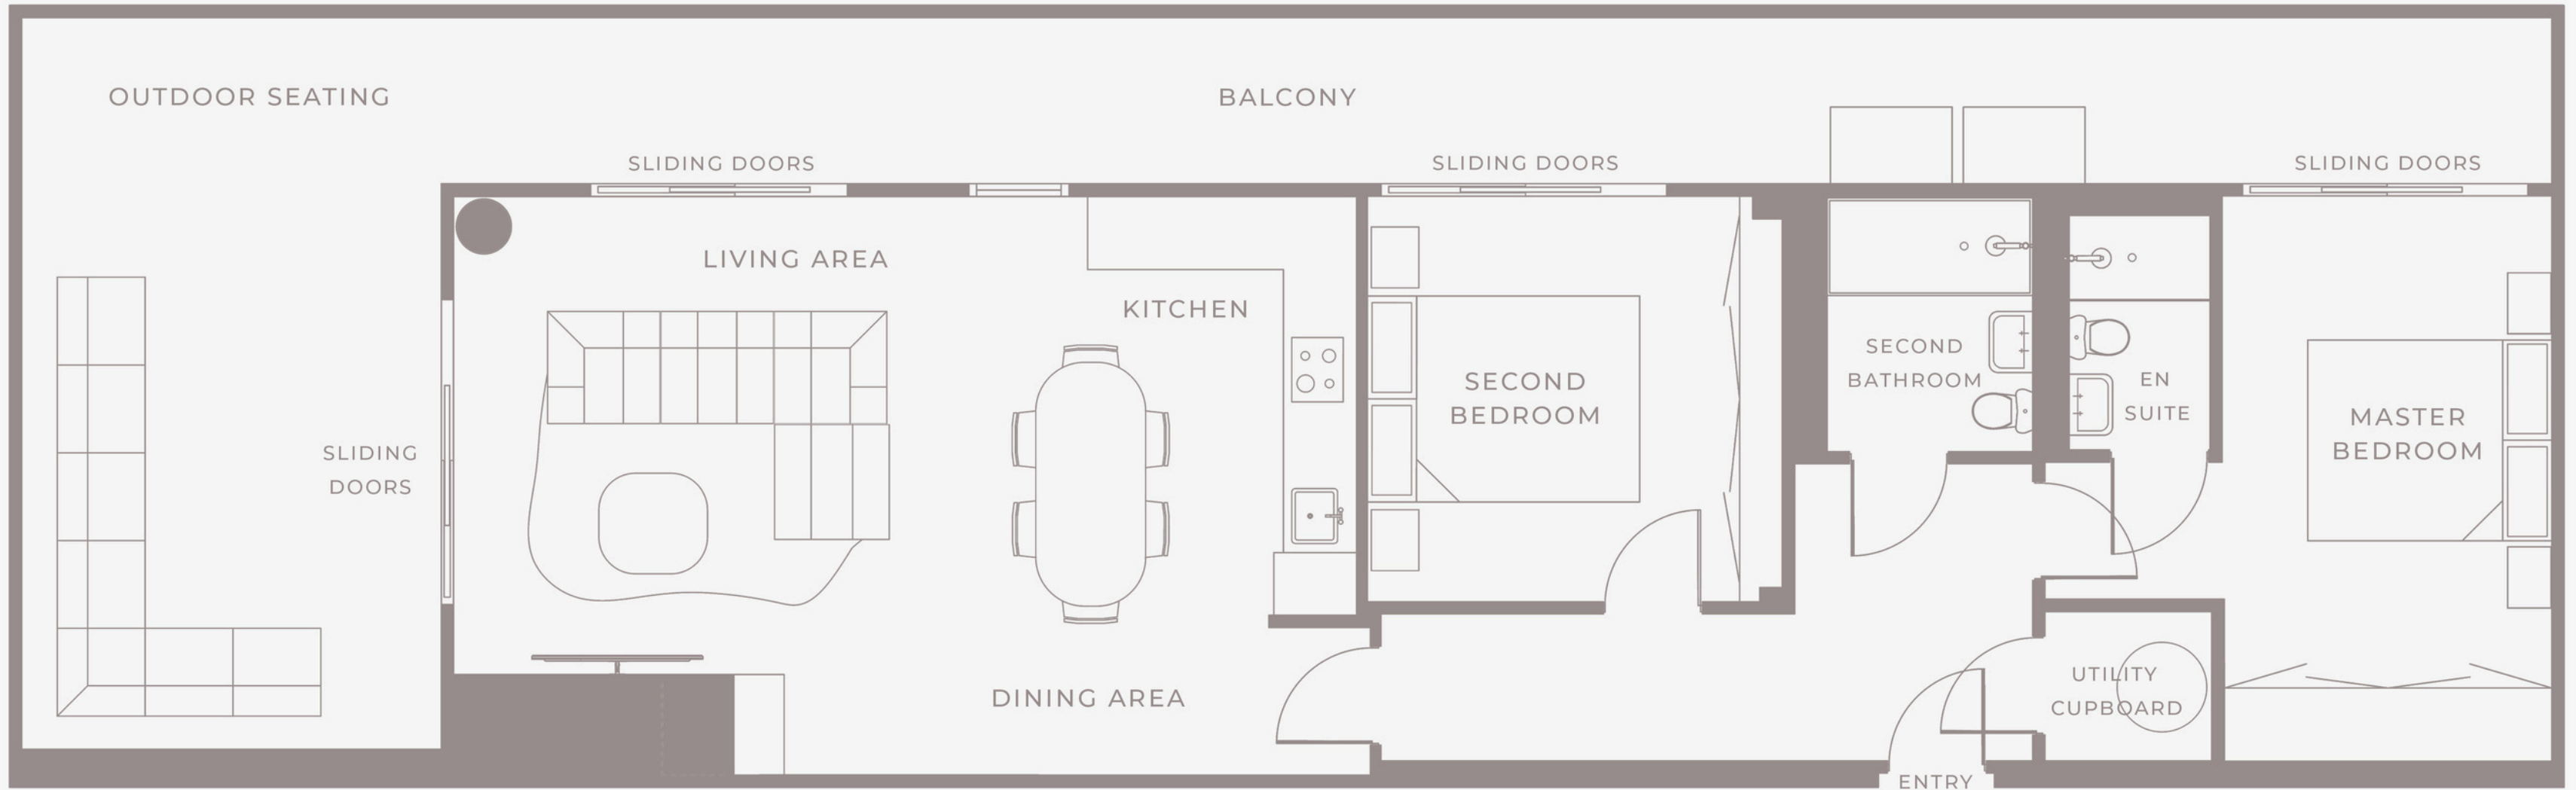 OUTDOOR SEATING
BALCONY
SLIDING DOORS
SLIDING DOORS
SLIDING DOORS
LIVING AREA
KITCHEN
SECOND
BATHROOM
EN
SUITE
SECOND
BEDROOM
MASTER
BEDROOM
SLIDING
DOORS
DINING AREA
UTILITY
CUPBOARD
ENTRY